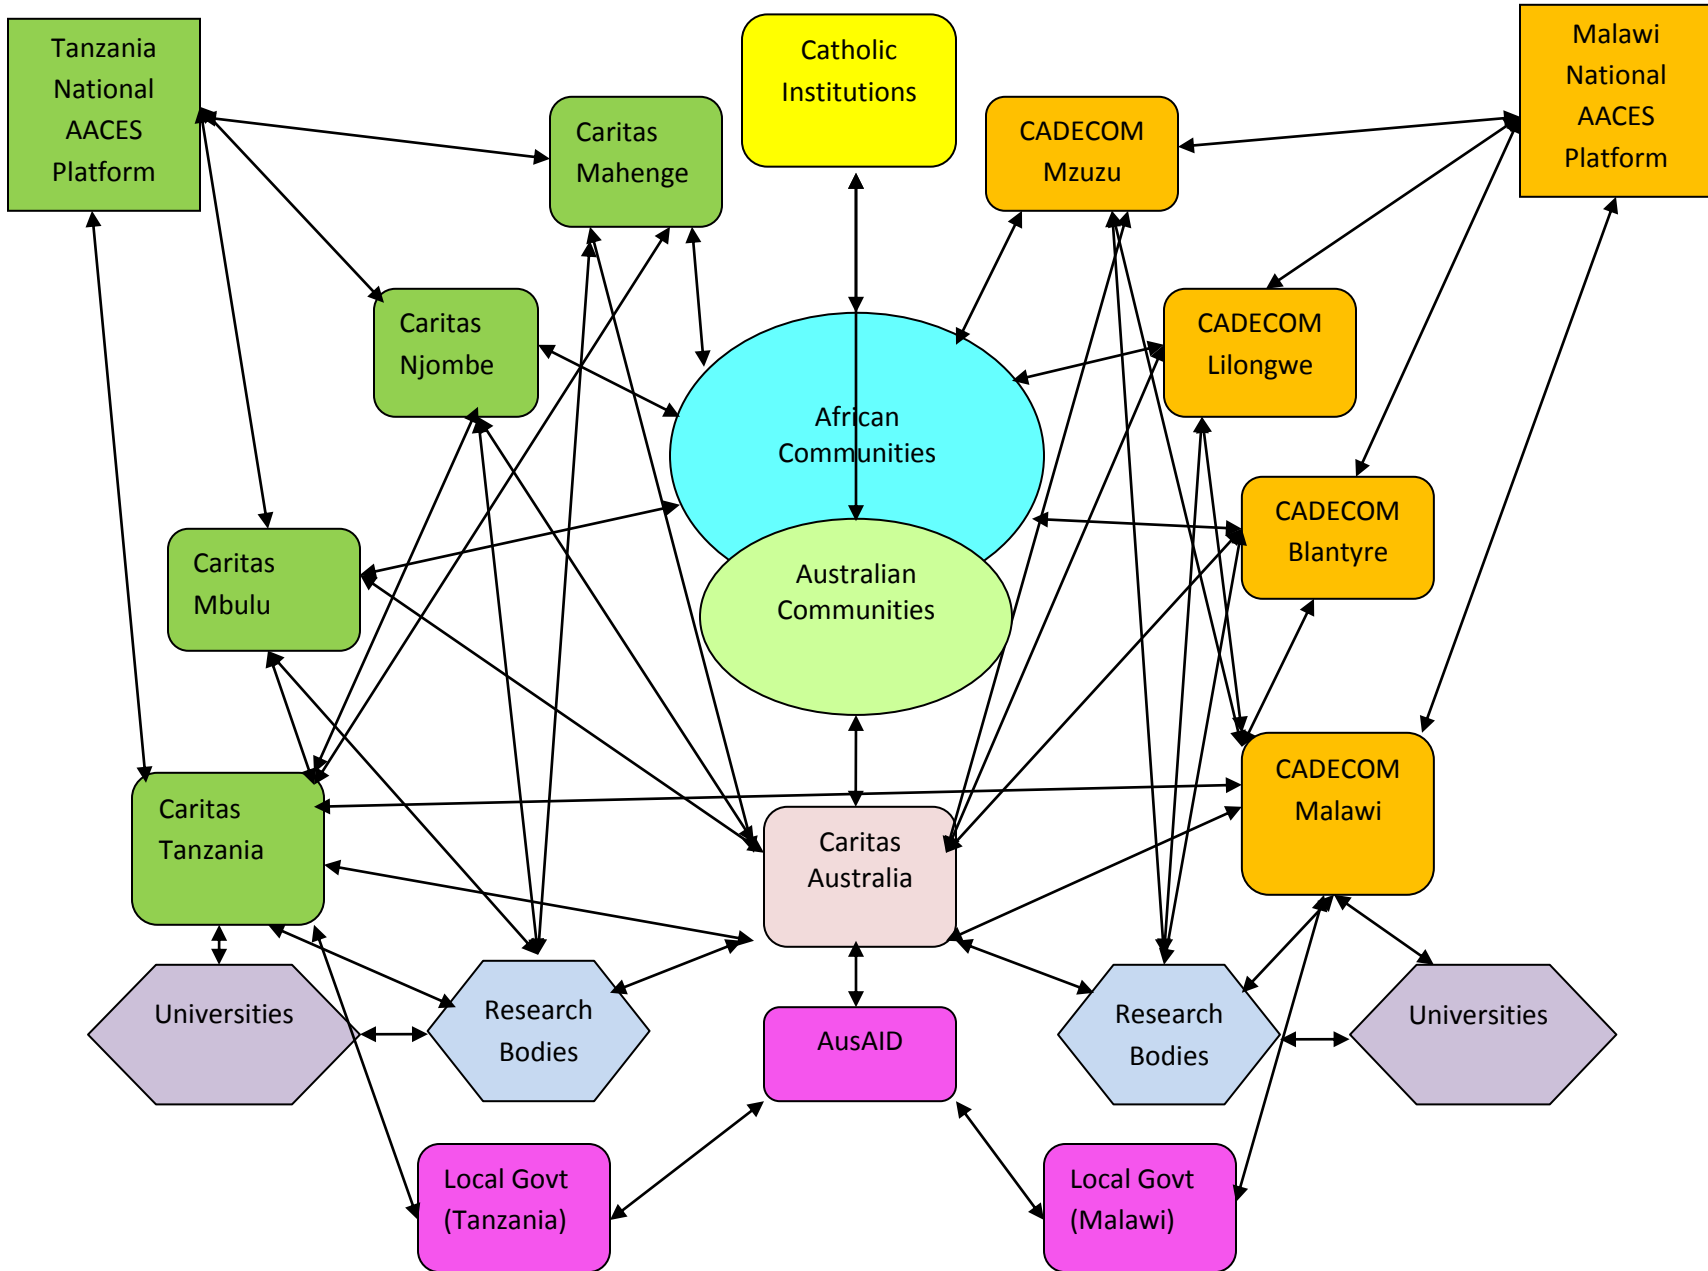 Tanzania
National
AACES
Platform
Catholic
Institutions
Malawi
National
AACES
Platform
Caritas
Mahenge
CADECOM
Mzuzu
Caritas
Njombe
CADECOM
Lilongwe
African
Communities
Caritas
Mbulu
CADECOM
Blantyre
Australian
Communities
Caritas
Tanzania
Caritas
Australia
CADECOM
Malawi
Universities
Research
Bodies
AusAID
Research
Bodies
Universities
Local Govt
(Tanzania)
Local Govt
(Malawi)